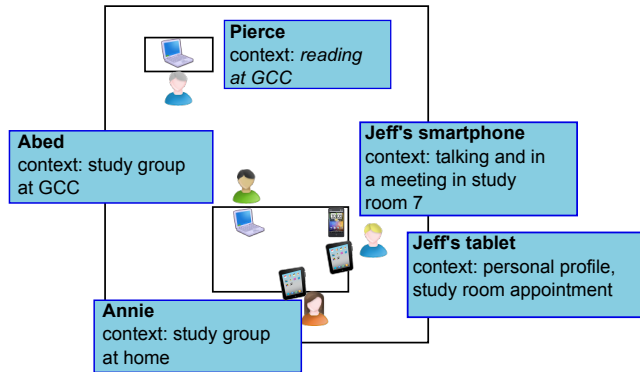 Pierce
context: reading
at GCC
Abed
context: study group
at GCC
Jeff's smartphone
context: talking and in
a meeting in study
room 7
Jeff's tablet
context: personal profile,
study room appointment
Annie
context: study group
at home